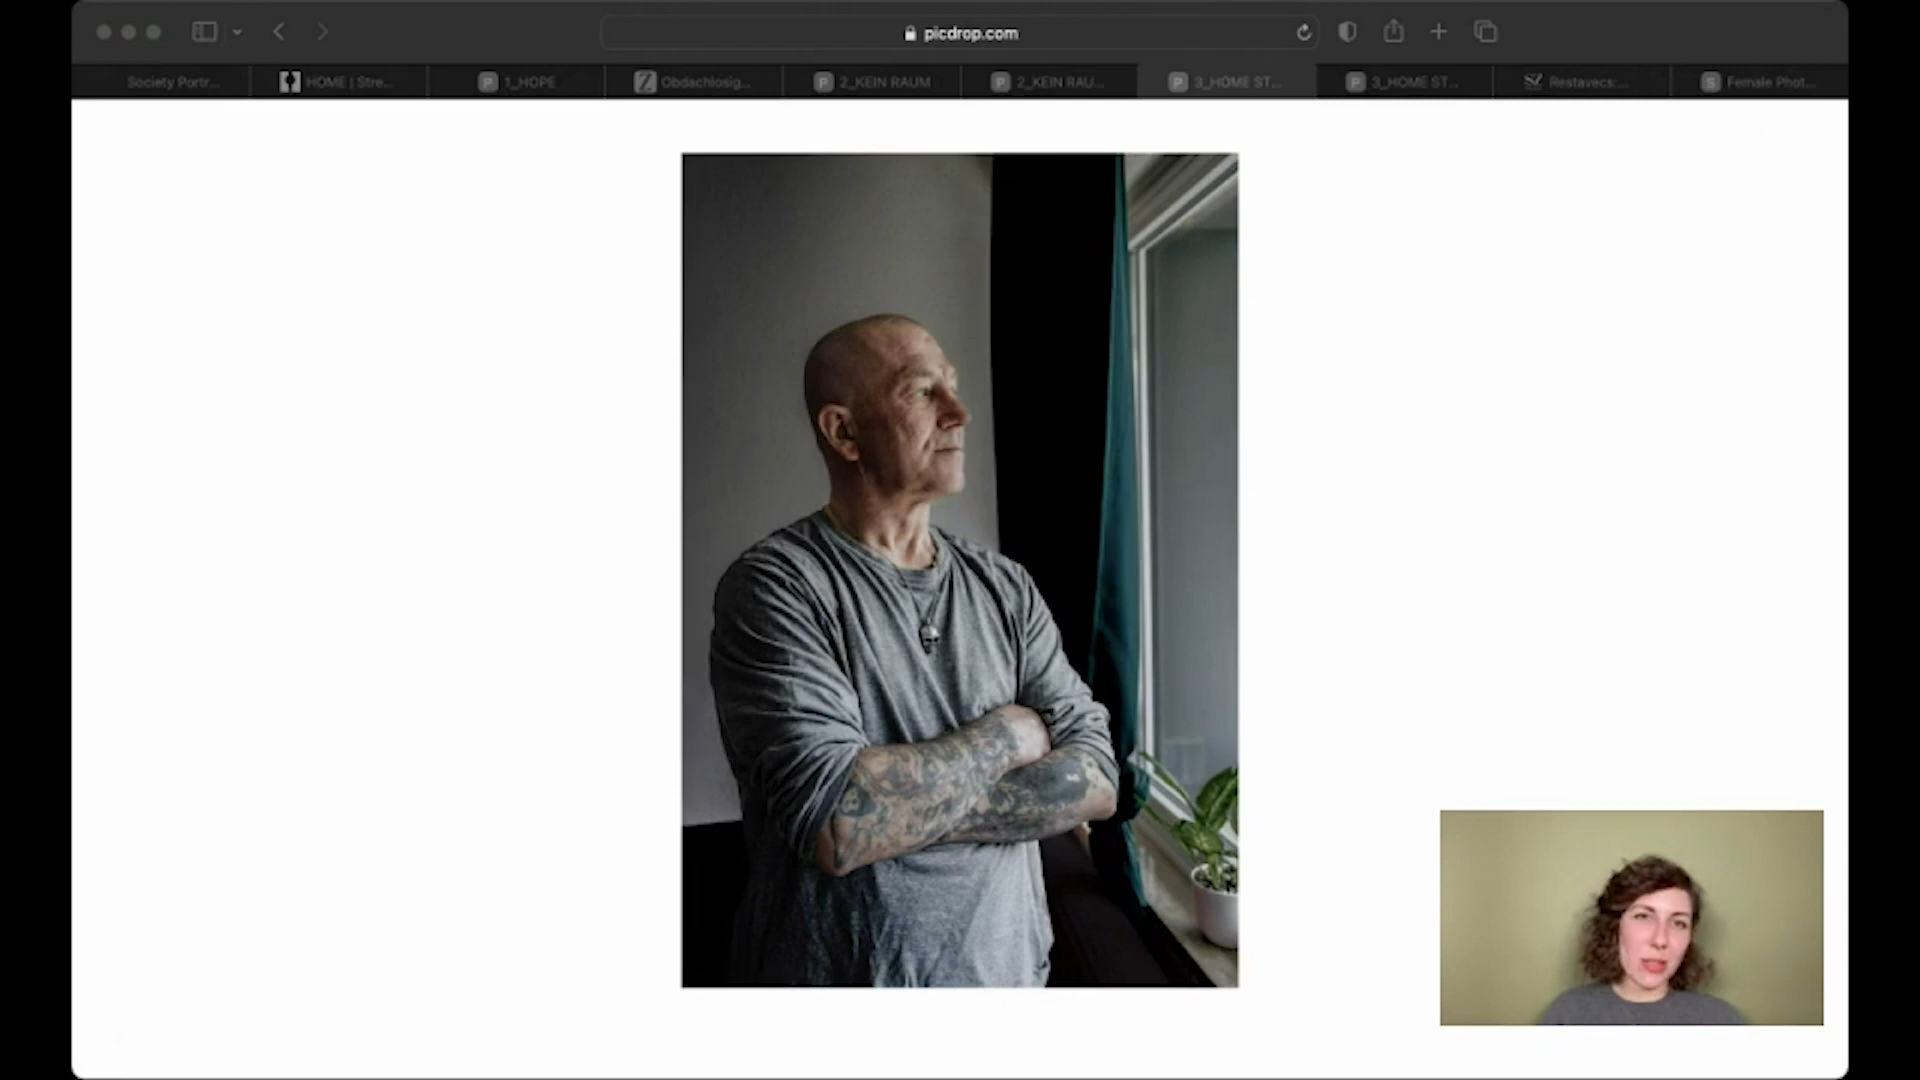 picdrop.com
Society Portr...
HOME | Stre...
1_HOPE
Obdachlosig...
2_KEIN RAUM
2_KEIN RAU...
3_HOME ST...
3_HOME ST...
Restavecs:...
Female Phot...